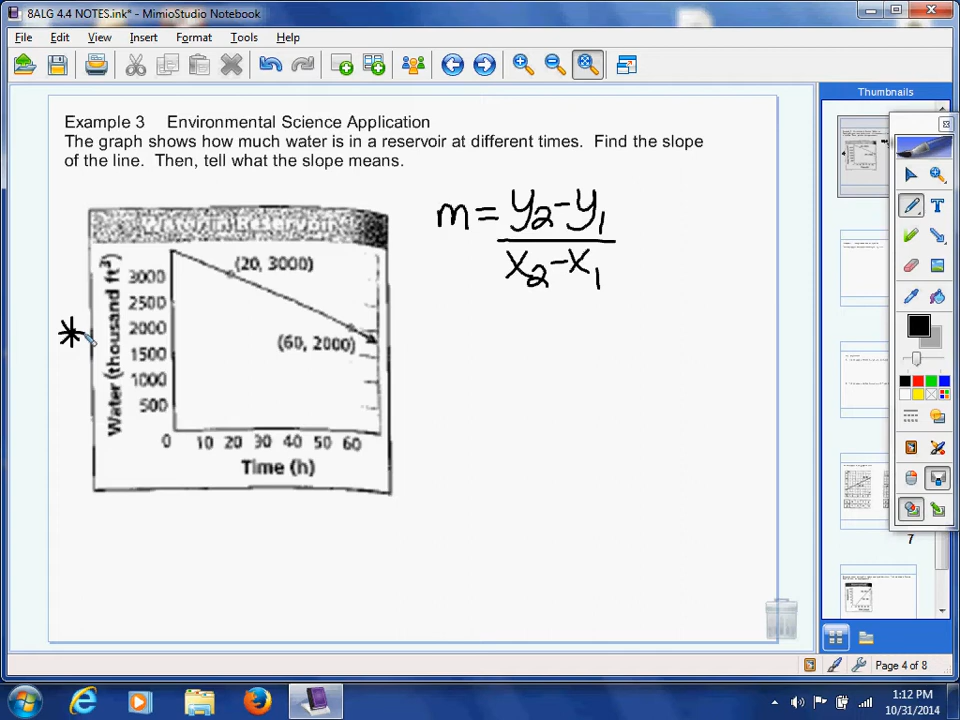 8ALG 4.4 NOTES.ink* - MimioStudio Notebook
File Edit View Insert Format Tools Help
Thumbnails
Example 3 Environmental Science Application
The graph shows how much water is in a reservoir at different times. Find the slope
of the line. Then, tell what the slope means.
m = y2-y1
x2-x1
Water in Reservoir
Water (thousand ft³)
3000
2500
2000
1500
1000
500
(20, 3000)
(60, 2000)
0 10 20 30 40 50 60
Time (h)
*
7
Page 4 of 8
1:12 PM
10/31/2014